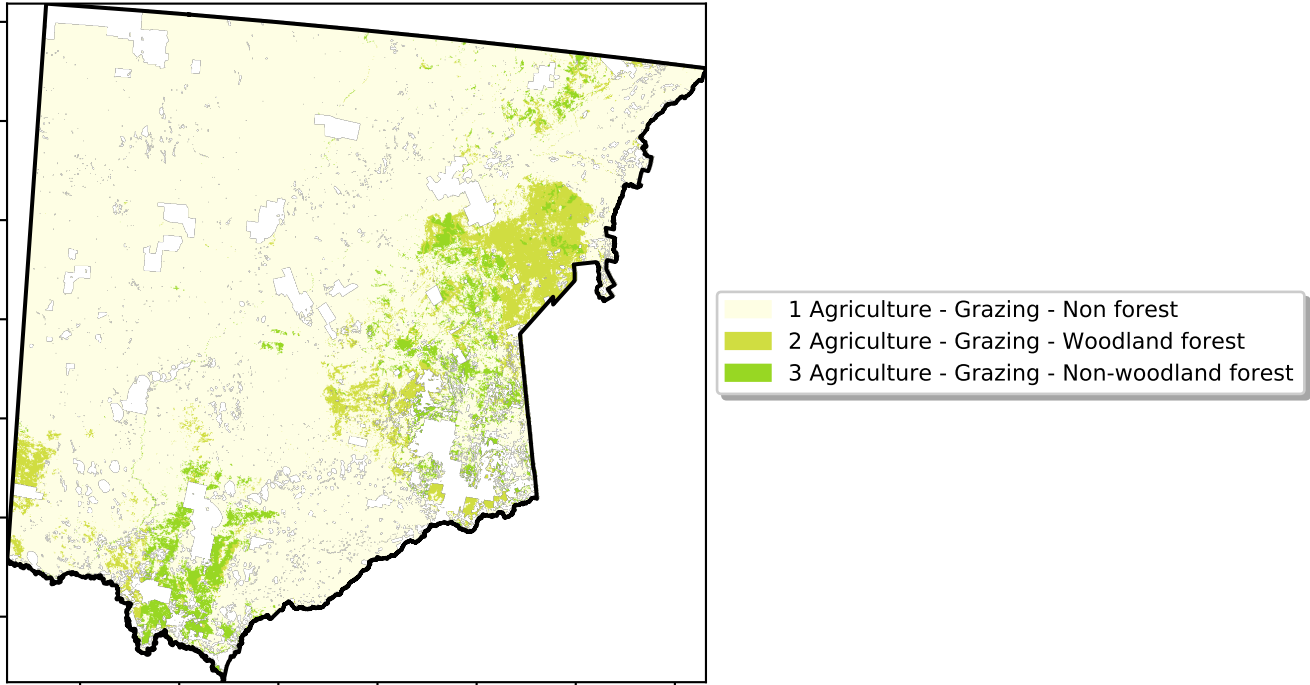 1 Agriculture - Grazing - Non forest
2 Agriculture - Grazing - Woodland forest
3 Agriculture - Grazing - Non-woodland forest